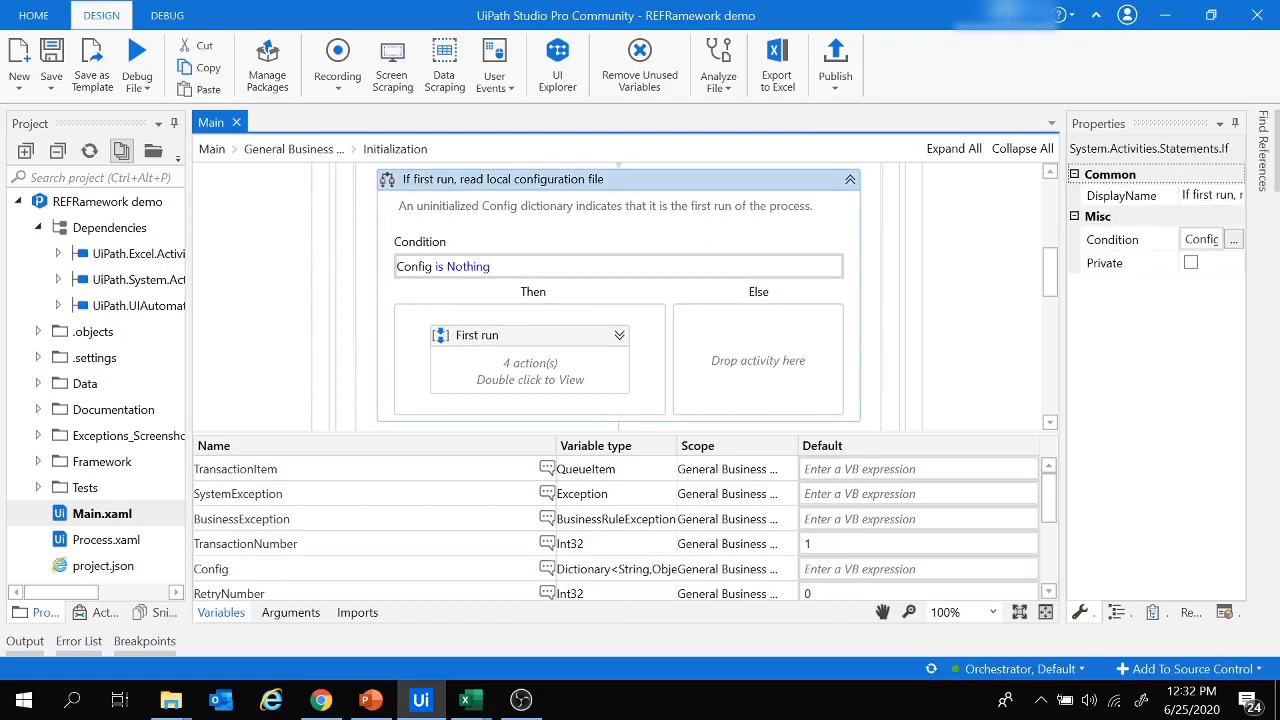 HOME DESIGN DEBUG
UiPath Studio Pro Community - REFRamework demo
New Save Save as Template Debug File Cut Copy Paste Manage Packages Recording Screen Scraping Data Scraping User Events UI Explorer Remove Unused Variables Analyze File Export to Excel Publish
Project
Search project (Ctrl+Alt+P)
REFRamework demo
Dependencies
UiPath.Excel.Activi
UiPath.System.Act
UiPath.UIAutomat
.objects
.settings
Data
Documentation
Exceptions_Screensho
Framework
Tests
Main.xaml
Process.xaml
project.json
Pro... Act... Sni...
Main
Main General Business ... Initialization Expand All Collapse All
If first run, read local configuration file
An uninitialized Config dictionary indicates that it is the first run of the process.
Condition
Config is Nothing
Then Else
First run
4 action(s)
Double click to View
Drop activity here
Name Variable type Scope Default
TransactionItem QueueItem General Business ... Enter a VB expression
SystemException Exception General Business ... Enter a VB expression
BusinessException BusinessRuleException General Business ... Enter a VB expression
TransactionNumber Int32 General Business ... 1
Config Dictionary<String,Obje General Business ... Enter a VB expression
RetryNumber Int32 General Business ... 0
Variables Arguments Imports 100%
Properties
System.Activities.Statements.If
Common
DisplayName If first run, r
Misc
Condition Config ...
Private
Re...
Find References
Output Error List Breakpoints
Orchestrator, Default Add To Source Control
Ui
12:32 PM
6/25/2020
24